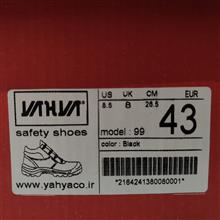 YAHYA
safety shoes
www.yahyaco.ir
US UK CM EUR
8.5 8 26.5 43
model : 99
color : Black
*2164241380080001*